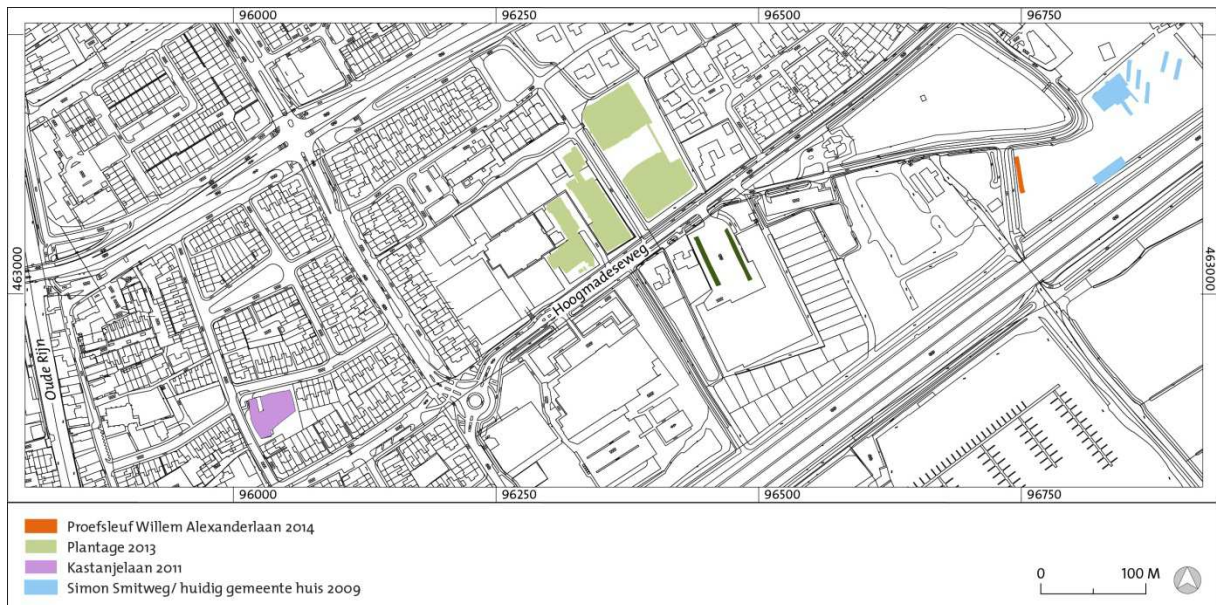 96000 96250 96500 96750
463000 463000
Hoogmadeseweg
Oude Rijn
96000 96250 96500 96750
Proefsleuf Willem Alexanderlaan 2014
Plantage 2013
Kastanjelaan 2011
Simon Smitweg/ huidig gemeente huis 2009
0 100 M